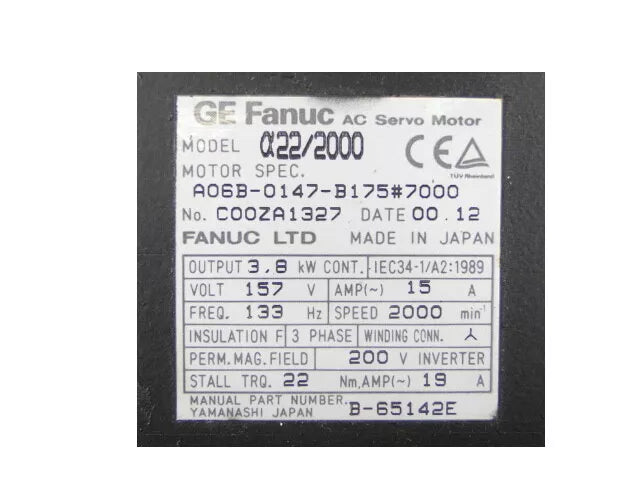 GE Fanuc AC Servo Motor
MODEL α22/2000
MOTOR SPEC.
A06B-0147-B175#7000
TÜV Rheinland
No. C00ZA1327 DATE 00.12
FANUC LTD MADE IN JAPAN
OUTPUT 3,8 kW CONT. IEC34-1/A2:1989
VOLT 157 V AMP(~) 15 A
FREQ. 133 Hz SPEED 2000 min⁻¹
INSULATION F 3 PHASE WINDING CONN. 人
PERM.MAG.FIELD 200 V INVERTER
STALL TRQ. 22 Nm,AMP(~) 19 A
MANUAL PART NUMBER.
YAMANASHI JAPAN B-65142E